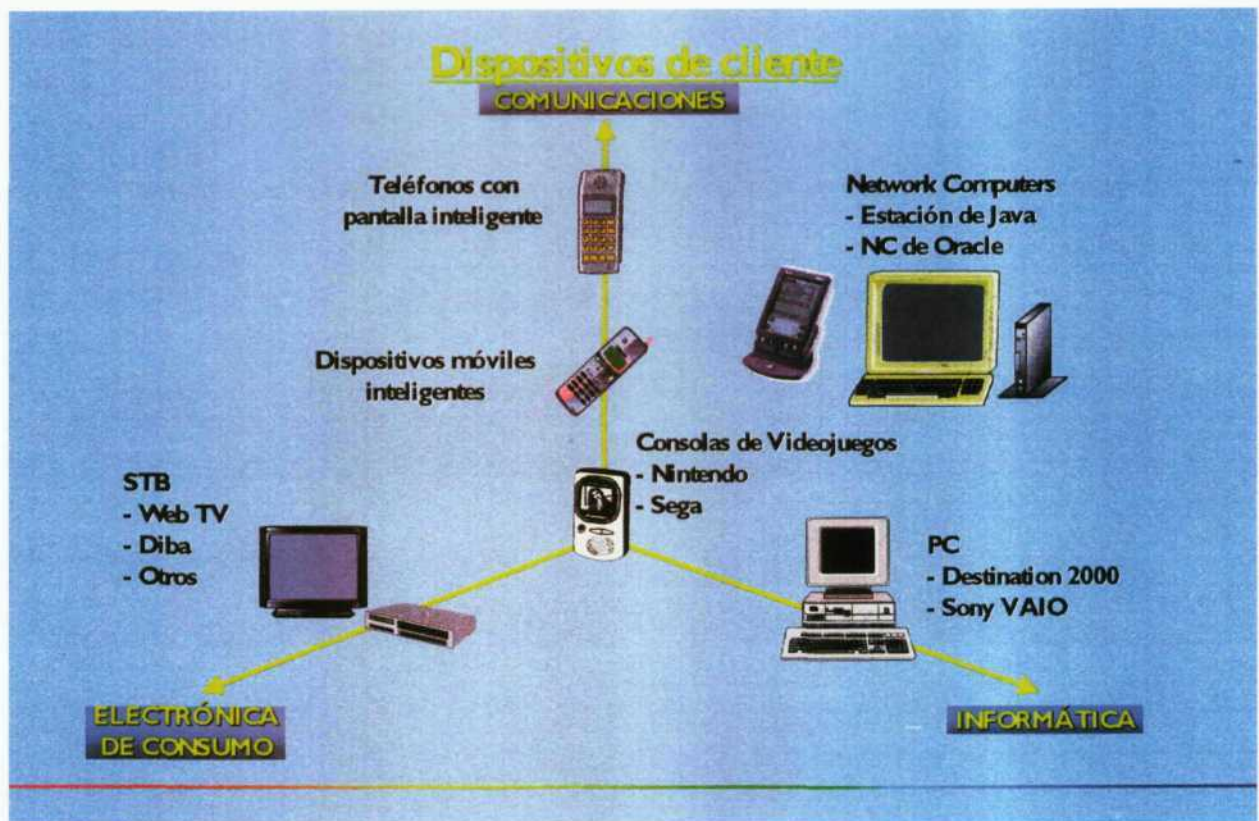 Dispositivos de cliente
COMUNICACIONES
Teléfonos con
pantalla inteligente
Network Computers
- Estación de Java
- NC de Oracle
Dispositivos móviles
inteligentes
Consolas de Videojuegos
- Nintendo
- Sega
STB
- Web TV
- Diba
- Otros
PC
- Destination 2000
- Sony VAIO
ELECTRÓNICA
DE CONSUMO
INFORMÁTICA